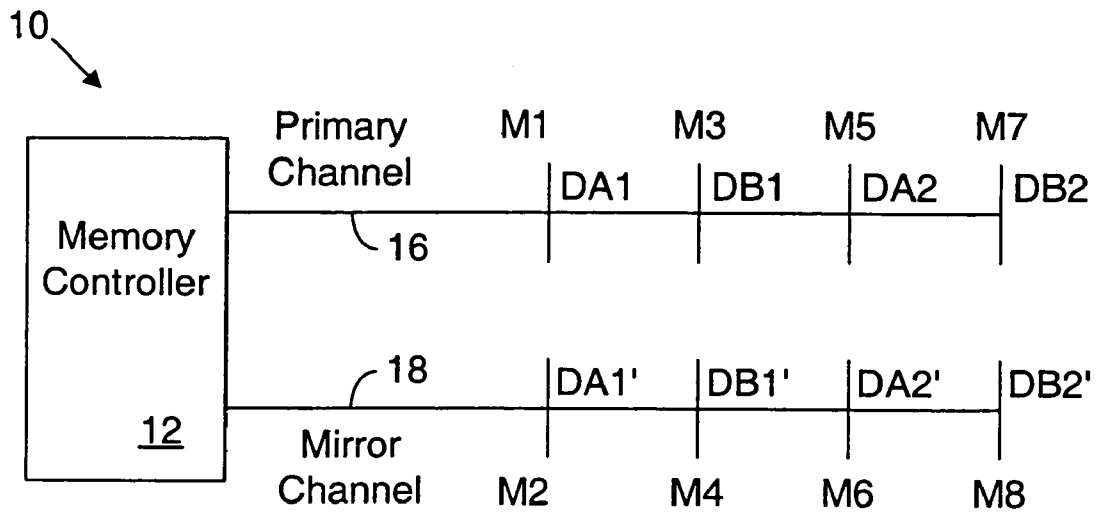 10
Primary
Channel
M1 M3 M5 M7
DA1 DB1 DA2 DB2
16
Memory
Controller
12
18
DA1' DB1' DA2' DB2'
Mirror
Channel
M2 M4 M6 M8